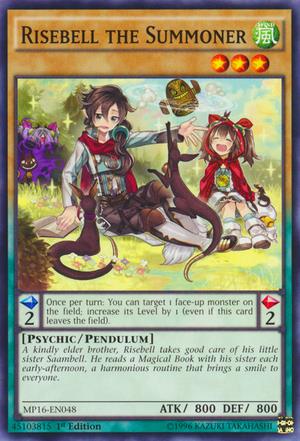 RISEBELL THE SUMMONER
風
Once per turn: You can target 1 face-up monster on
the field; increase its Level by 1 (even if this card
leaves the field).
2
2
[PSYCHIC/PENDULUM]
A kindly elder brother, Risebell takes good care of his little
sister Saambell. He reads a Magical Book with his sister each
early-afternoon, a harmonious routine that brings a smile to
everyone.
MP16-EN048
ATK/ 800 DEF/ 800
45103815 1st Edition
©1996 KAZUKI TAKAHASHI